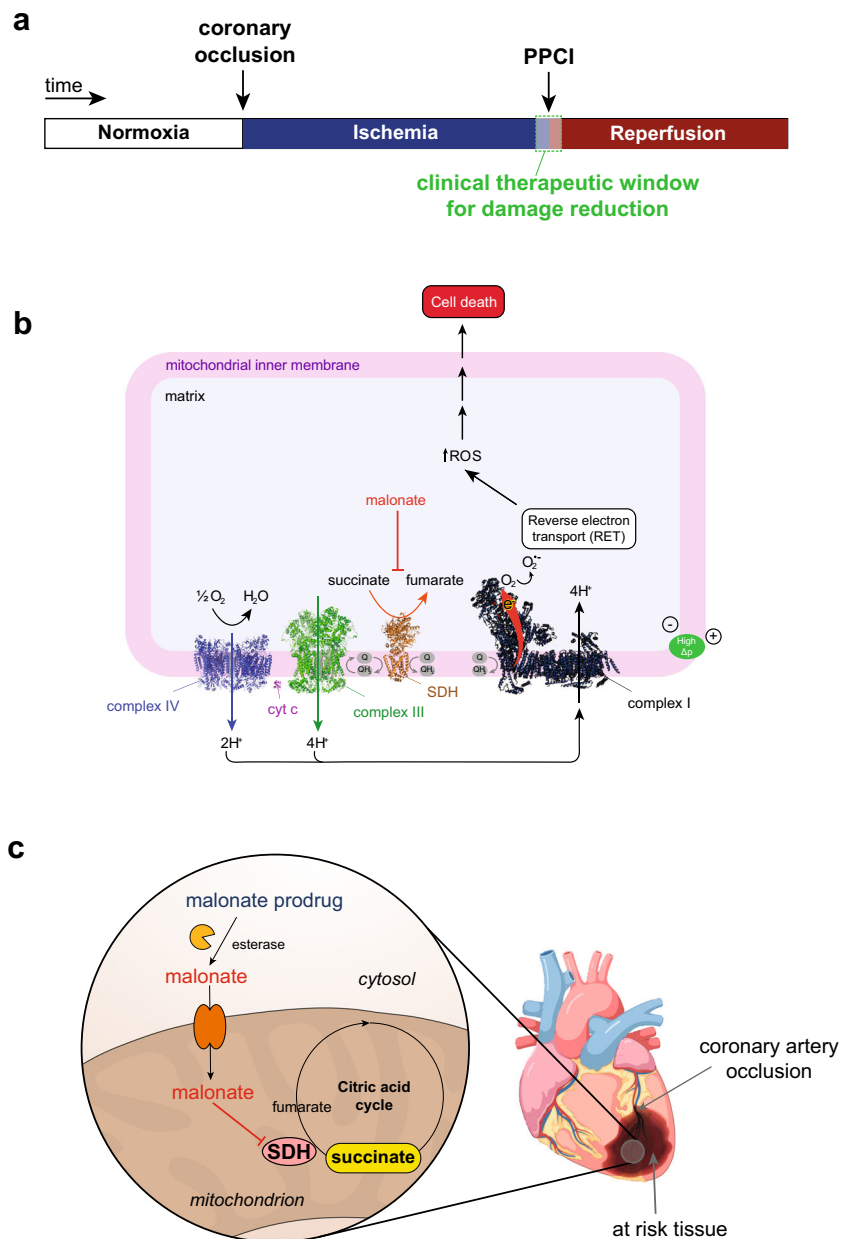 a
coronary
occlusion
PPCI
time
Normoxia
Ischemia
Reperfusion
clinical therapeutic window
for damage reduction
b
Cell death
mitochondrial inner membrane
matrix
↑ROS
malonate
Reverse electron
transport (RET)
O₂•-
O₂
½O₂
H₂O
succinate
fumarate
e-
4H⁺
-
+
High
Δp
Q
QH₂
Q
QH₂
Q
QH₂
SDH
complex IV
cyt c
complex III
complex I
2H⁺
4H⁺
c
malonate prodrug
esterase
malonate
cytosol
malonate
Citric acid
cycle
fumarate
SDH
succinate
mitochondrion
coronary artery
occlusion
at risk tissue